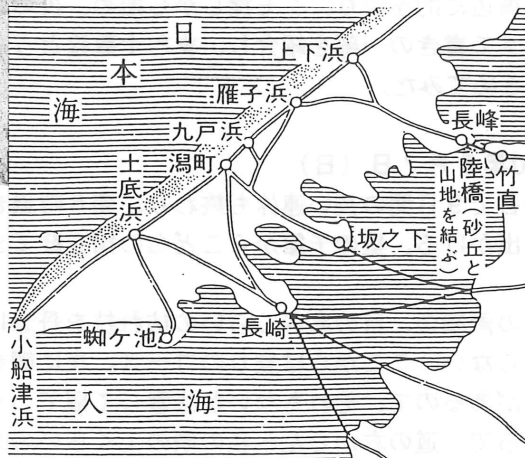 日本海
上下浜
雁子浜
九戸浜
潟町
土底浜
長峰
陸橋(砂丘と山地を結ぶ)
竹直
坂之下
長崎
蜘ケ池
小船津浜
入海